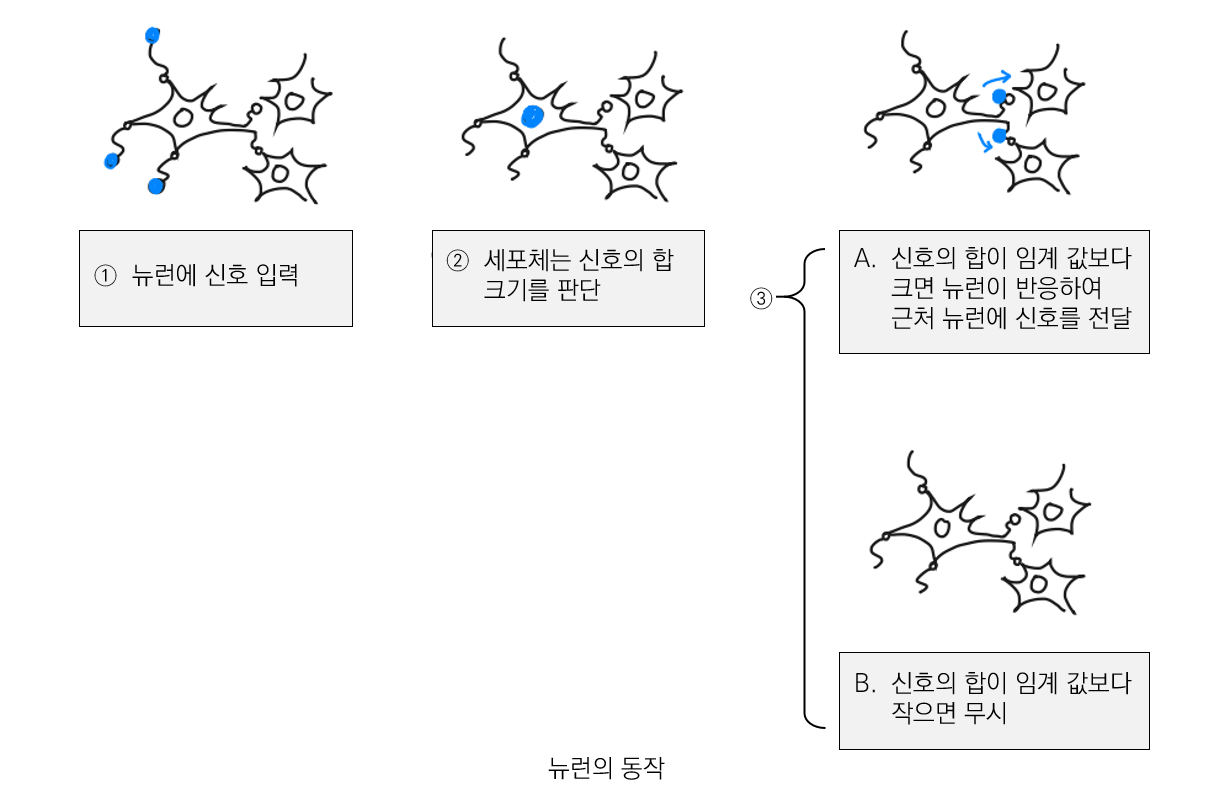 ① 뉴런에 신호 입력
② 세포체는 신호의 합
크기를 판단
③
A. 신호의 합이 임계 값보다
크면 뉴런이 반응하여
근처 뉴런에 신호를 전달
B. 신호의 합이 임계 값보다
작으면 무시
뉴런의 동작